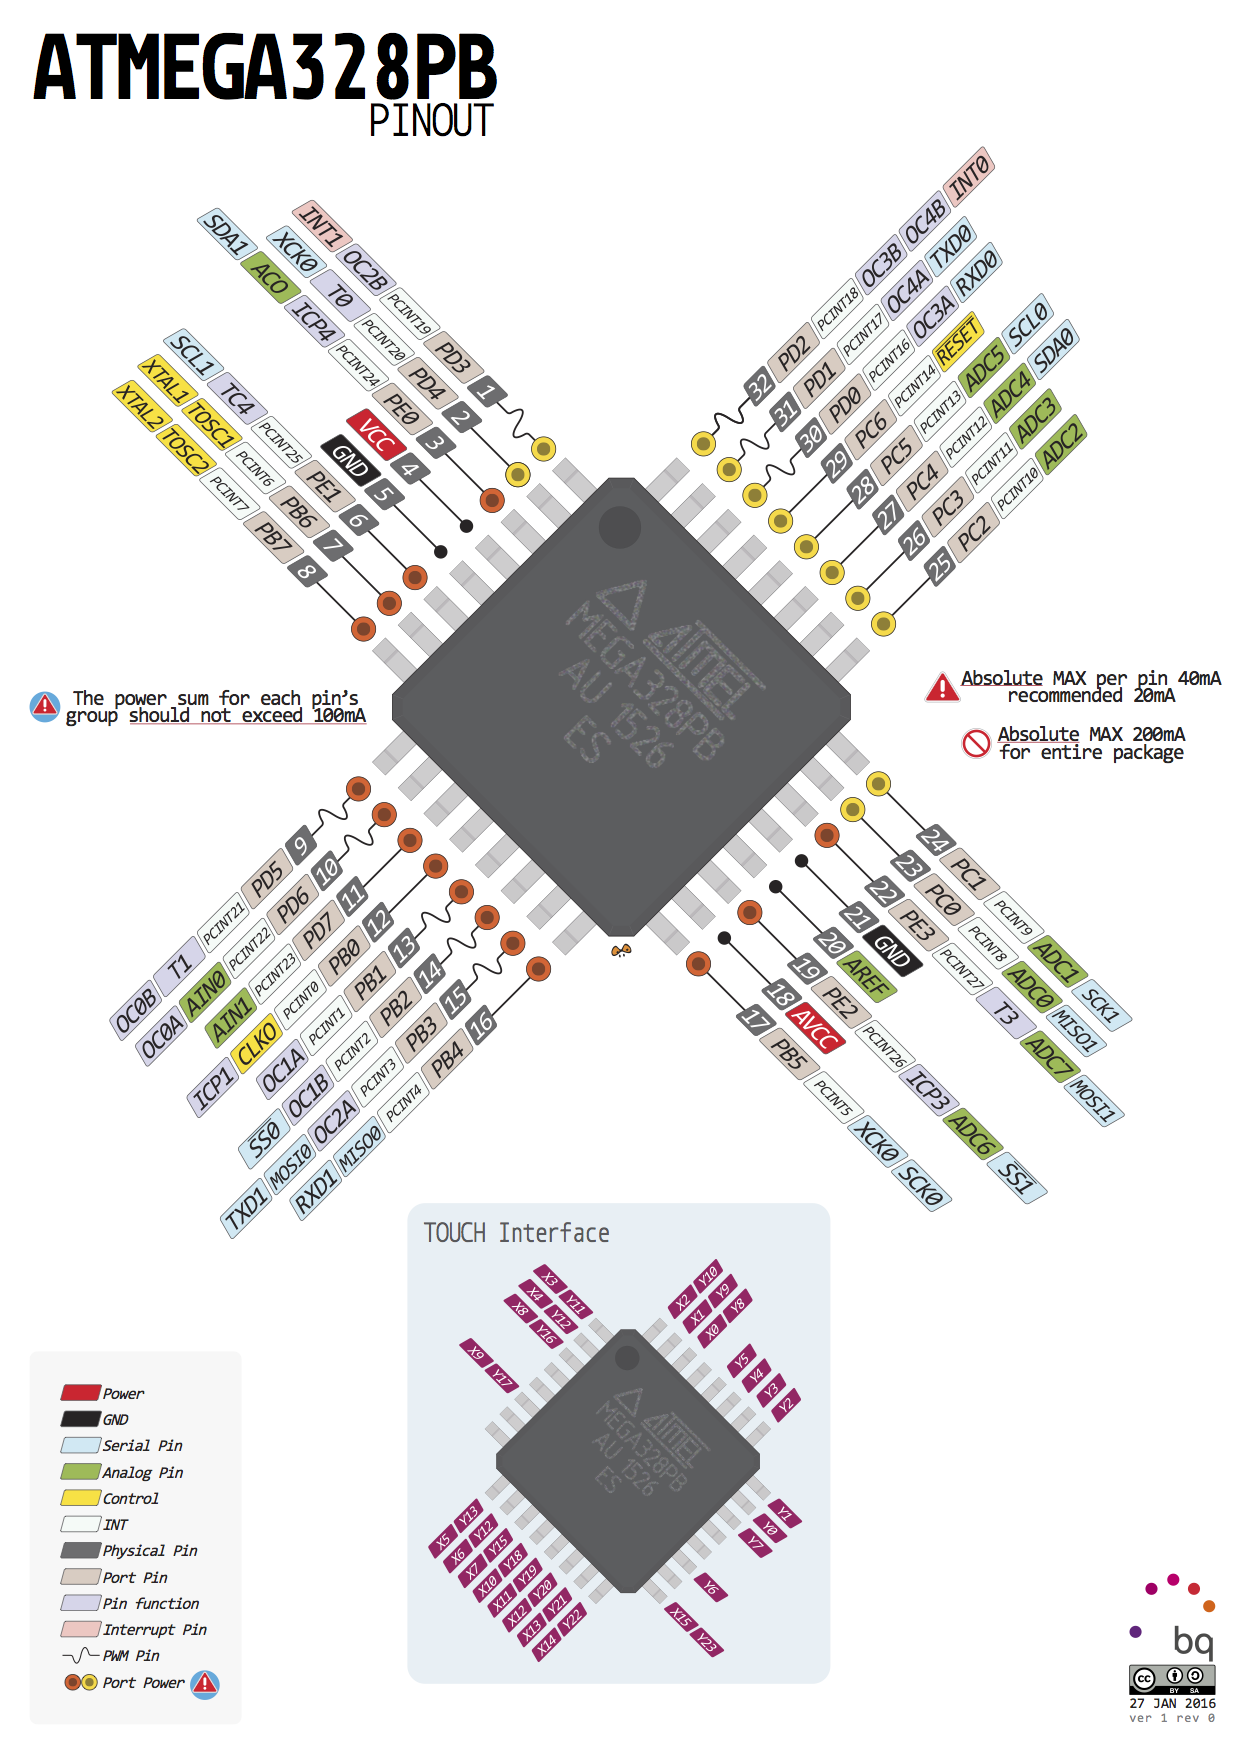 ATMEGA328PB
PINOUT
INT1 OC2B PCINT19 PD3 1
XCK0 T0 PCINT20 PD4 2
SDA1 ACO ICP4 PCINT24 PE0 3
VCC 4
GND 5
SCL1 TC4 PCINT25 PE1 6
XTAL1 TOSC1 PCINT6 PB6 7
XTAL2 TOSC2 PCINT7 PB7 8
32 PD2 PCINT18 OC3B OC4B INT0
31 PD1 PCINT17 OC4A TXD0
30 PD0 PCINT16 OC3A RXD0
29 PC6 PCINT14 RESET
28 PC5 PCINT13 ADC5 SCL0
27 PC4 PCINT12 ADC4 SDA0
26 PC3 PCINT11 ADC3
25 PC2 PCINT10 ADC2
ATMEL
MEGA328PB
AU 1526
ES
The power sum for each pin's
group should not exceed 100mA
Absolute MAX per pin 40mA
recommended 20mA
Absolute MAX 200mA
for entire package
OC0B T1 PCINT21 PD5 9
OC0A AIN0 PCINT22 PD6 10
AIN1 PCINT23 PD7 11
ICP1 CLKO PCINT0 PB0 12
OC1A PCINT1 PB1 13
SS0 OC1B PCINT2 PB2 14
TXD1 MOSI0 OC2A PCINT3 PB3 15
RXD1 MISO0 PCINT4 PB4 16
24 PC1 PCINT9 ADC1 SCK1
23 PC0 PCINT8 ADC0 MISO1
22 PE3 PCINT27 T3 ADC7 MOSI1
21 GND
20 AREF
19 PE2 PCINT26 ICP3 ADC6 SS1
18 AVCC
17 PB5 PCINT5 XCK0 SCK0
TOUCH Interface
X3 Y11
X4 Y12
X8 Y16
X9 Y17
X2 Y10
X1 Y9
X0 Y8
Y5
Y4
Y3
Y2
ATMEL
MEGA328PB
AU 1526
ES
X5 Y13
X6 Y12
X7 Y15
X10 Y18
X11 Y19
X12 Y20
X13 Y21
X14 Y22
Y1
Y0
Y7
Y6
X15 Y23
Power
GND
Serial Pin
Analog Pin
Control
INT
Physical Pin
Port Pin
Pin function
Interrupt Pin
PWM Pin
Port Power
bq
cc BY SA
27 JAN 2016
ver 1 rev 0